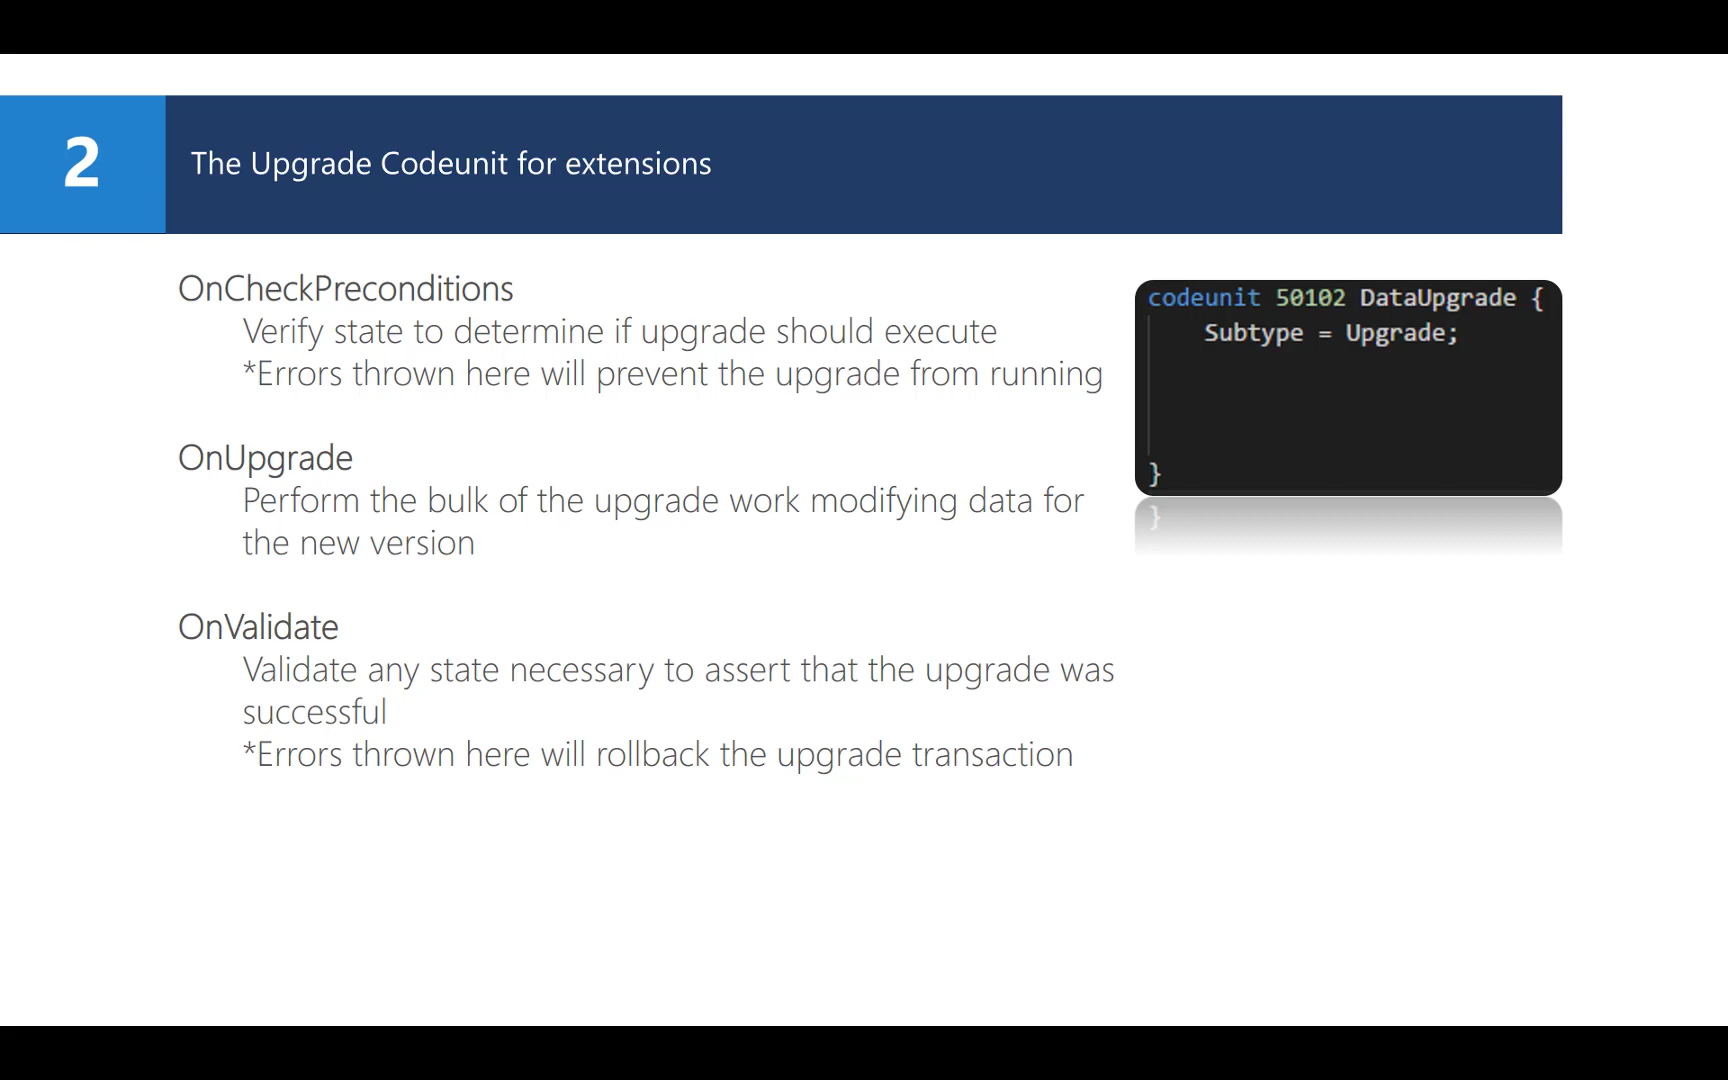 2
The Upgrade Codeunit for extensions
OnCheckPreconditions
Verify state to determine if upgrade should execute
*Errors thrown here will prevent the upgrade from running
OnUpgrade
Perform the bulk of the upgrade work modifying data for
the new version
OnValidate
Validate any state necessary to assert that the upgrade was
successful
*Errors thrown here will rollback the upgrade transaction
codeunit 50102 DataUpgrade {
Subtype = Upgrade;
}